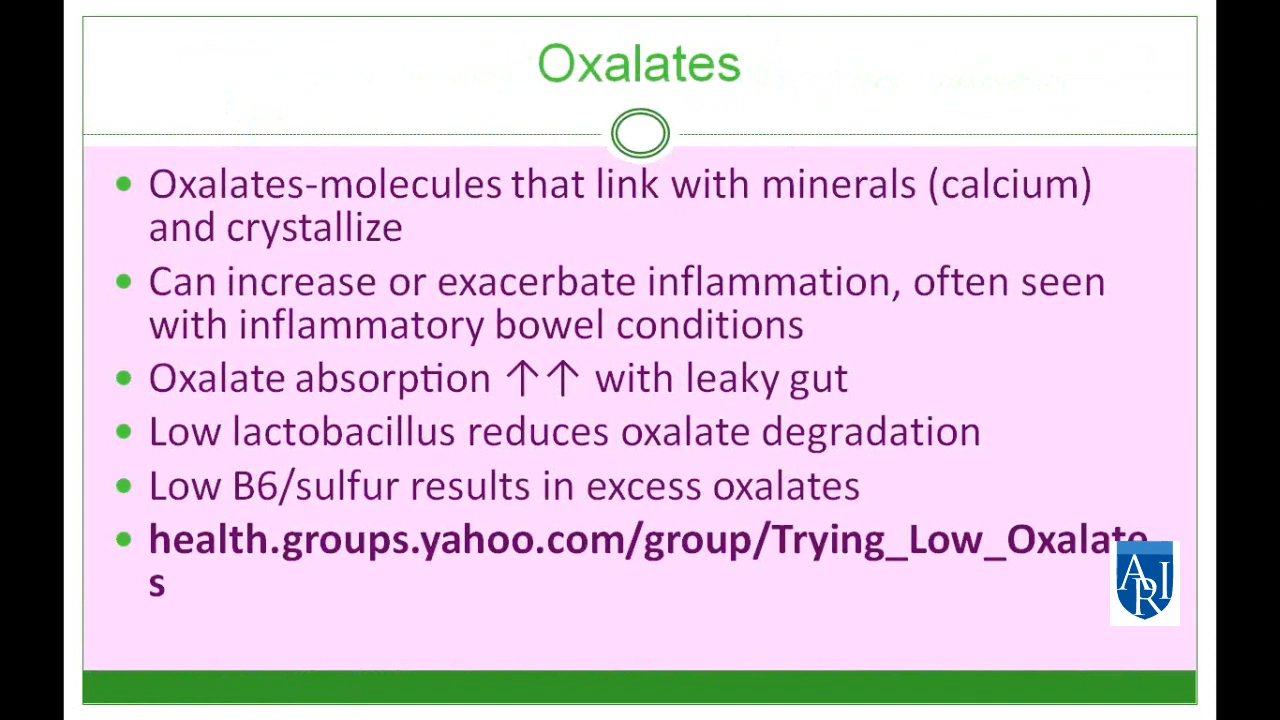 Oxalates
• Oxalates-molecules that link with minerals (calcium)
and crystallize
• Can increase or exacerbate inflammation, often seen
with inflammatory bowel conditions
• Oxalate absorption ↑↑ with leaky gut
• Low lactobacillus reduces oxalate degradation
• Low B6/sulfur results in excess oxalates
• health.groups.yahoo.com/group/Trying_Low_Oxalate
s
ARI